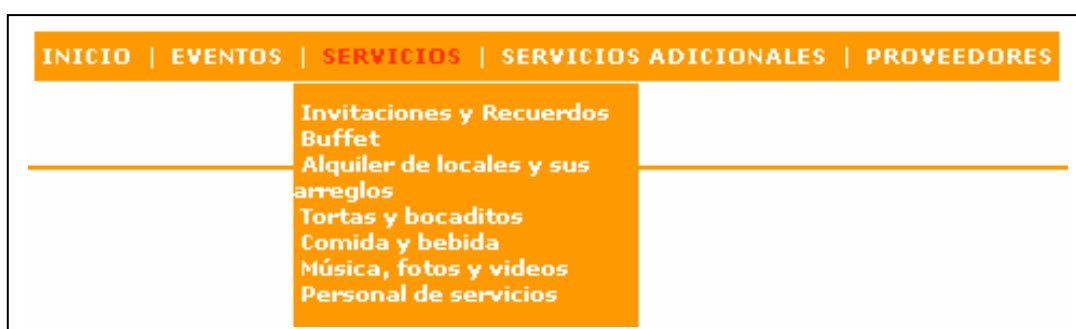 INICIO | EVENTOS | SERVICIOS | SERVICIOS ADICIONALES | PROVEEDORES
Invitaciones y Recuerdos
Buffet
Alquiler de locales y sus
arreglos
Tortas y bocaditos
Comida y bebida
Música, fotos y videos
Personal de servicios